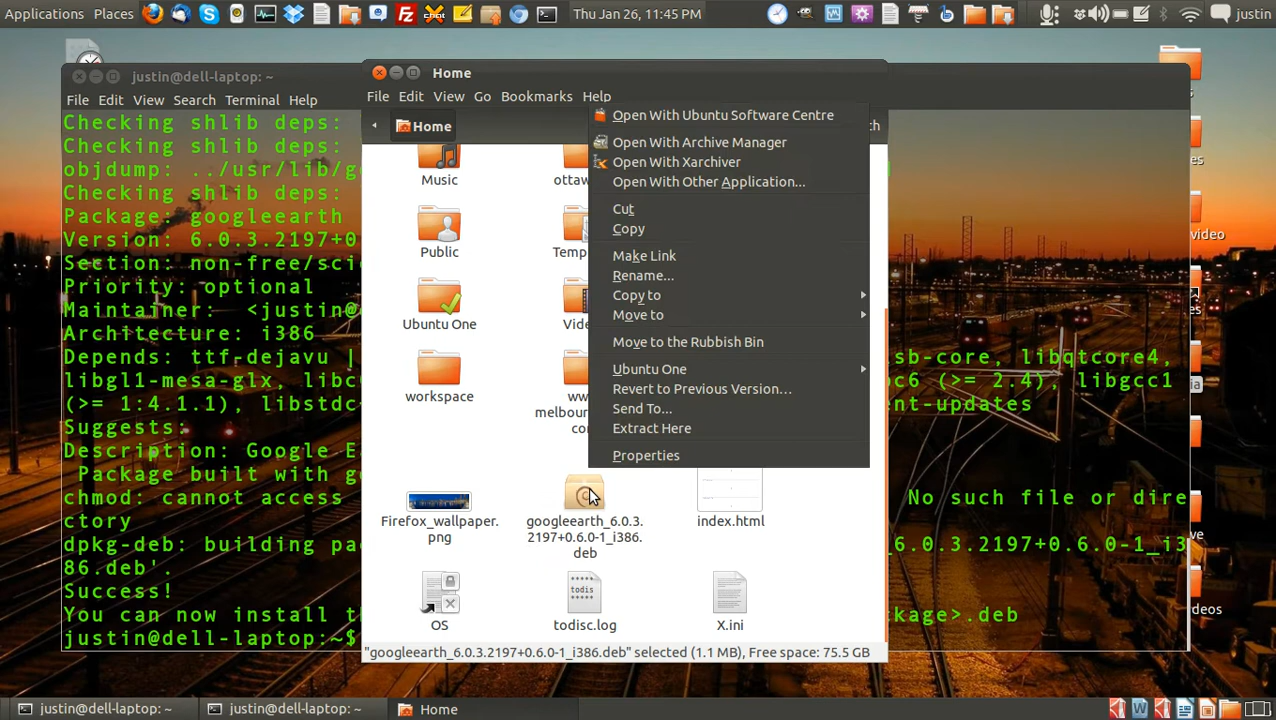 Applications Places
Thu Jan 26, 11:45 PM
justin
justin@dell-laptop: ~
File Edit View Search Terminal Help
Checking shlib deps:
Checking shlib deps:
objdump: ../usr/lib/g
Checking shlib deps:
Package: googleearth
Version: 6.0.3.2197+0
Section: non-free/sci
Priority: optional
Maintainer: <justin@
Architecture: i386
Depends: ttf-dejavu | sb-core, libqtcore4,
libgl1-mesa-glx, libc c6 (>= 2.4), libgcc1
(>= 1:4.1.1), libstdc ent-updates
Suggests:
Description: Google E
Package built with g
chmod: cannot access No such file or dire
ctory
dpkg-deb: building pa 6.0.3.2197+0.6.0-1_i3
86.deb'.
Success!
You can now install th ckage>.deb
justin@dell-laptop:~$
Home
File Edit View Go Bookmarks Help
Home
Music
Public
Ubuntu One
workspace
ottaw
Temp
Vide
ww
melbour
co
Firefox_wallpaper.
png
googleearth_6.0.3.
2197+0.6.0-1_i386.
deb
index.html
OS
todisc.log
X.ini
"googleearth_6.0.3.2197+0.6.0-1_i386.deb" selected (1.1 MB), Free space: 75.5 GB
Open With Ubuntu Software Centre
Open With Archive Manager
Open With Xarchiver
Open With Other Application...
Cut
Copy
Make Link
Rename...
Copy to
Move to
Move to the Rubbish Bin
Ubuntu One
Revert to Previous Version...
Send To...
Extract Here
Properties
video
justin@dell-laptop: ~
justin@dell-laptop: ~
Home